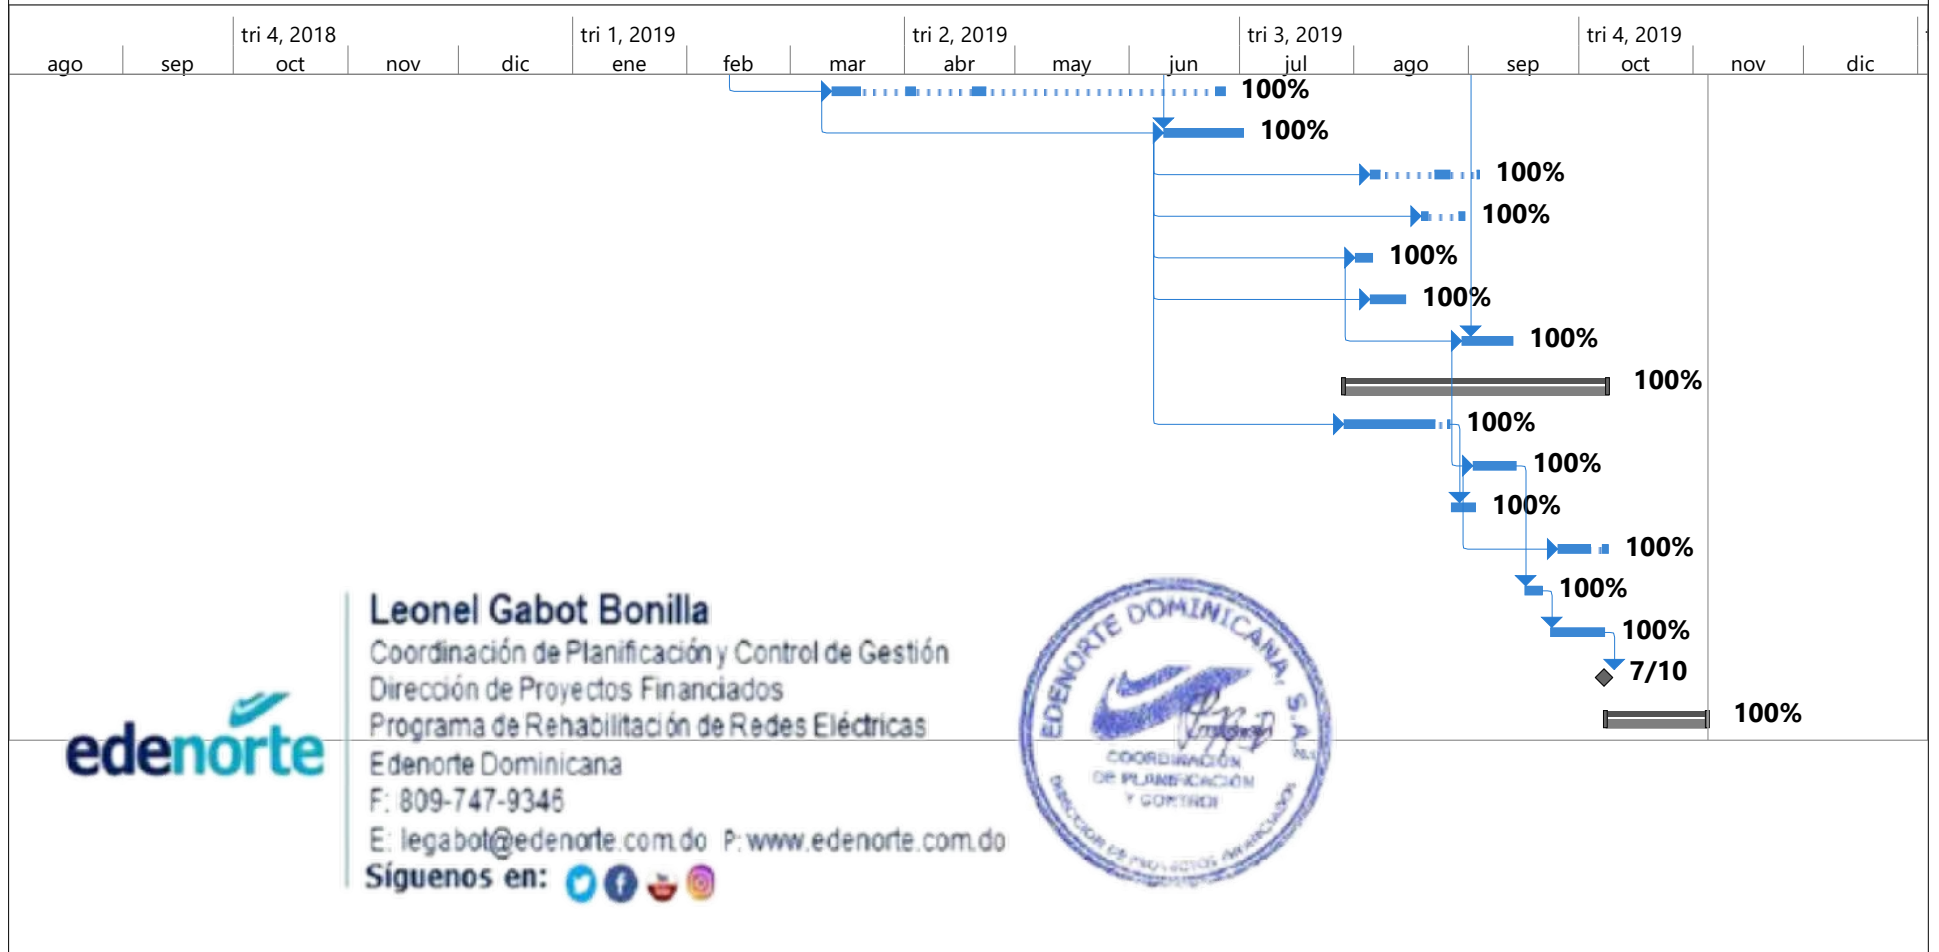 tri 4, 2018 tri 1, 2019 tri 2, 2019 tri 3, 2019 tri 4, 2019
ago sep oct nov dic ene feb mar abr may jun jul ago sep oct nov dic
100%
100%
100%
100%
100%
100%
100%
100%
100%
100%
100%
100%
100%
100%
7/10
100%
edenorte
Leonel Gabot Bonilla
Coordinación de Planificación y Control de Gestión
Dirección de Proyectos Financiados
Programa de Rehabilitación de Redes Eléctricas
Edenorte Dominicana
F: 809-747-9346
E: legabot@edenorte.com.do P: www.edenorte.com.do
Síguenos en:
EDENORTE DOMINICANA, S.A.
COORDINACIÓN
DE PLANIFICACIÓN
Y CONTROL
DIRECCIÓN DE PROYECTOS FINANCIADOS